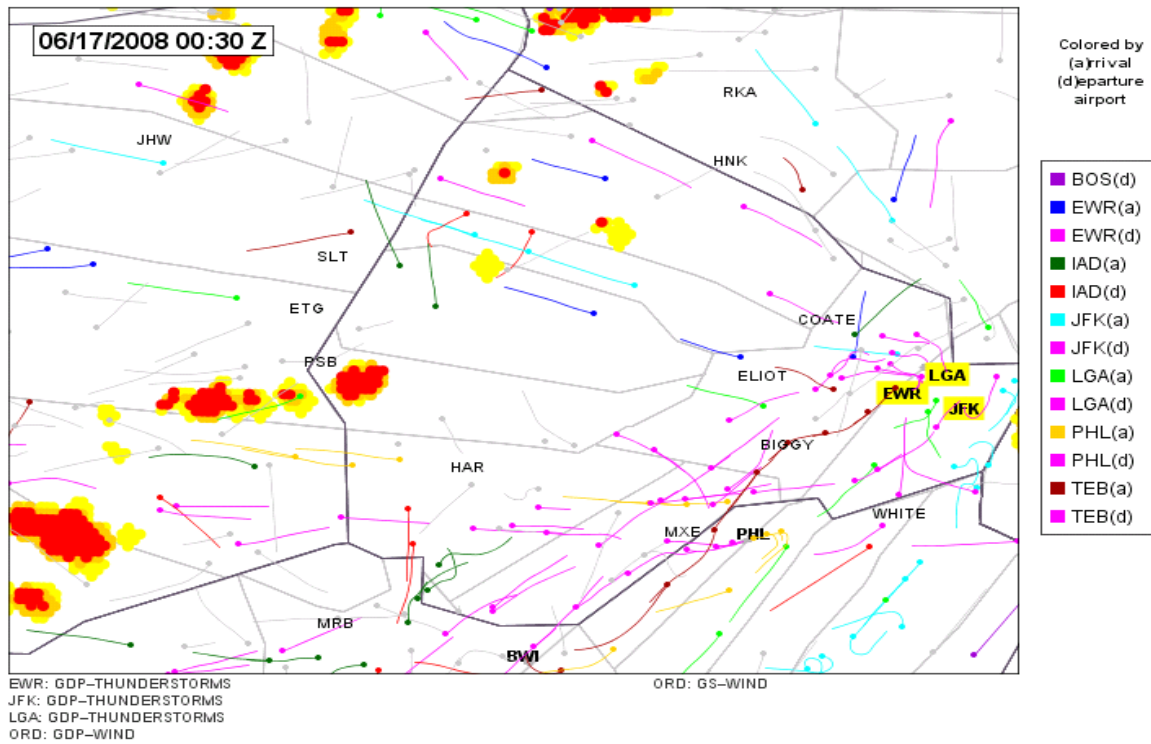 06/17/2008 00:30 Z
Colored by
(a)rrival
(d)eparture
airport
RKA
JHW
HNK
BOS(d)
EWR(a)
EWR(d)
IAD(a)
IAD(d)
JFK(a)
JFK(d)
LGA(a)
LGA(d)
PHL(a)
PHL(d)
TEB(a)
TEB(d)
SLT
ETG
COATE
PSB
ELIOT
LGA
EWR
JFK
BIGGY
HAR
WHITE
MXE
PHL
MRB
BWI
EWR: GDP–THUNDERSTORMS
JFK: GDP–THUNDERSTORMS
LGA: GDP–THUNDERSTORMS
ORD: GDP–WIND
ORD: GS–WIND